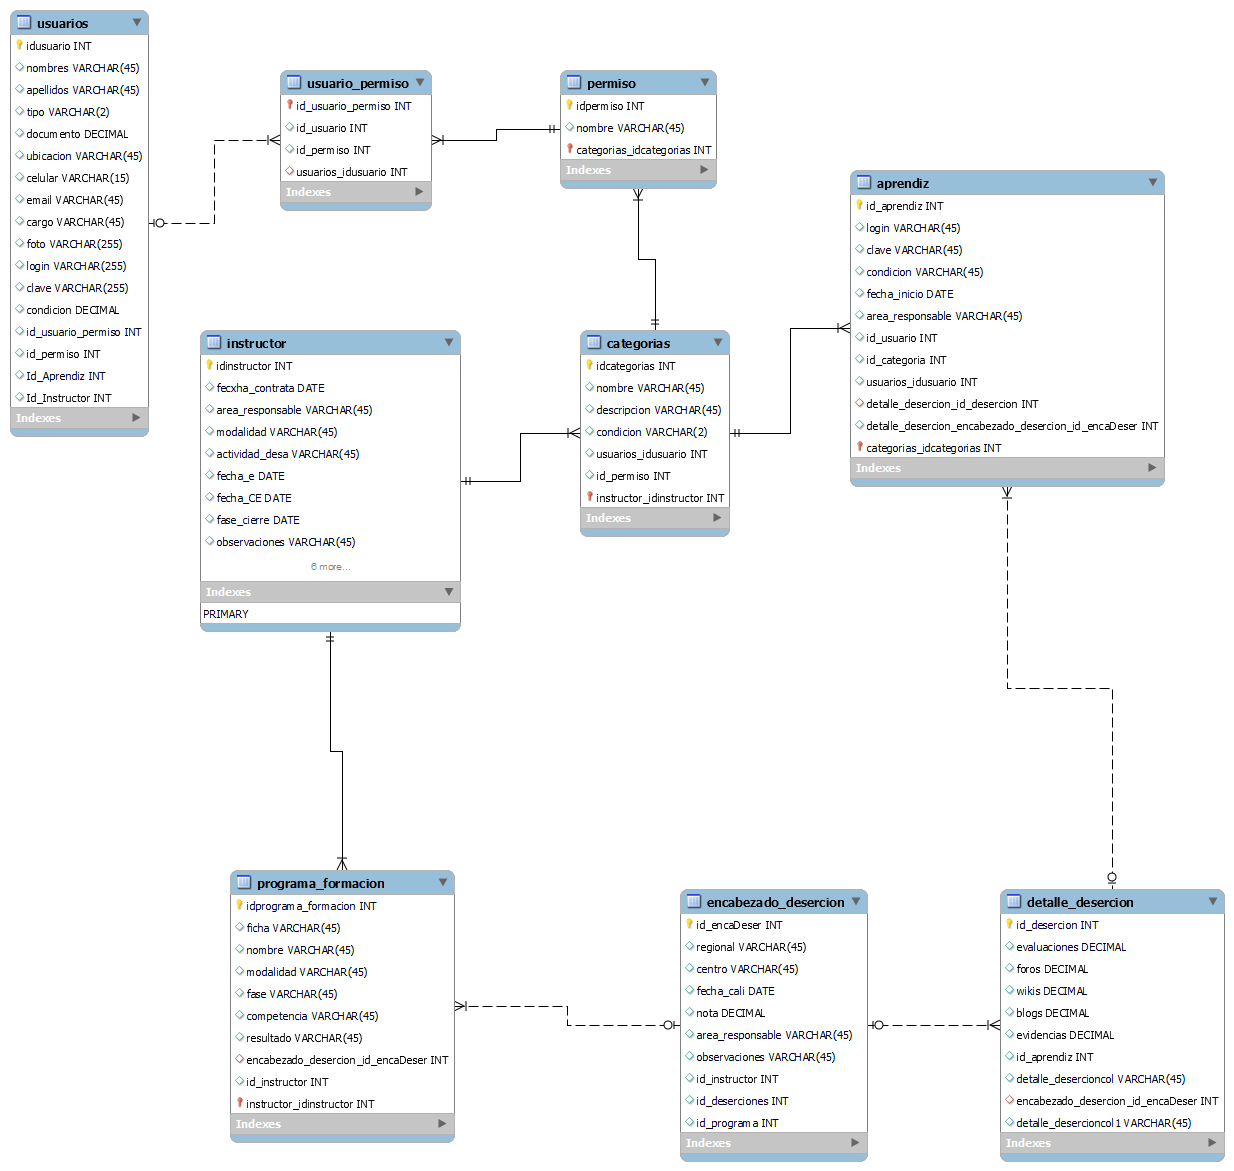 usuarios
idusuario INT
nombres VARCHAR(45)
apellidos VARCHAR(45)
tipo VARCHAR(2)
documento DECIMAL
ubicacion VARCHAR(45)
celular VARCHAR(15)
email VARCHAR(45)
cargo VARCHAR(45)
foto VARCHAR(255)
login VARCHAR(255)
clave VARCHAR(255)
condicion DECIMAL
id_usuario_permiso INT
id_permiso INT
Id_Aprendiz INT
Id_Instructor INT
Indexes
usuario_permiso
id_usuario_permiso INT
id_usuario INT
id_permiso INT
usuarios_idusuario INT
Indexes
permiso
idpermiso INT
nombre VARCHAR(45)
categorias_idcategorias INT
Indexes
aprendiz
id_aprendiz INT
login VARCHAR(45)
clave VARCHAR(45)
condicion VARCHAR(45)
fecha_inicio DATE
area_responsable VARCHAR(45)
id_usuario INT
id_categoria INT
usuarios_idusuario INT
detalle_desercion_id_desercion INT
detalle_desercion_encabezado_desercion_id_encaDeser INT
categorias_idcategorias INT
Indexes
instructor
idinstructor INT
fecxha_contrata DATE
area_responsable VARCHAR(45)
modalidad VARCHAR(45)
actividad_desa VARCHAR(45)
fecha_e DATE
fecha_CE DATE
fase_cierre DATE
observaciones VARCHAR(45)
6 more...
Indexes
PRIMARY
categorias
idcategorias INT
nombre VARCHAR(45)
descripcion VARCHAR(45)
condicion VARCHAR(2)
usuarios_idusuario INT
id_permiso INT
instructor_idinstructor INT
Indexes
programa_formacion
idprograma_formacion INT
ficha VARCHAR(45)
nombre VARCHAR(45)
modalidad VARCHAR(45)
fase VARCHAR(45)
competencia VARCHAR(45)
resultado VARCHAR(45)
encabezado_desercion_id_encaDeser INT
id_instructor INT
instructor_idinstructor INT
Indexes
encabezado_desercion
id_encaDeser INT
regional VARCHAR(45)
centro VARCHAR(45)
fecha_cali DATE
nota DECIMAL
area_responsable VARCHAR(45)
observaciones VARCHAR(45)
id_instructor INT
id_deserciones INT
id_programa INT
Indexes
detalle_desercion
id_desercion INT
evaluaciones DECIMAL
foros DECIMAL
wikis DECIMAL
blogs DECIMAL
evidencias DECIMAL
id_aprendiz INT
detalle_desercioncol VARCHAR(45)
encabezado_desercion_id_encaDeser INT
detalle_desercioncol1 VARCHAR(45)
Indexes